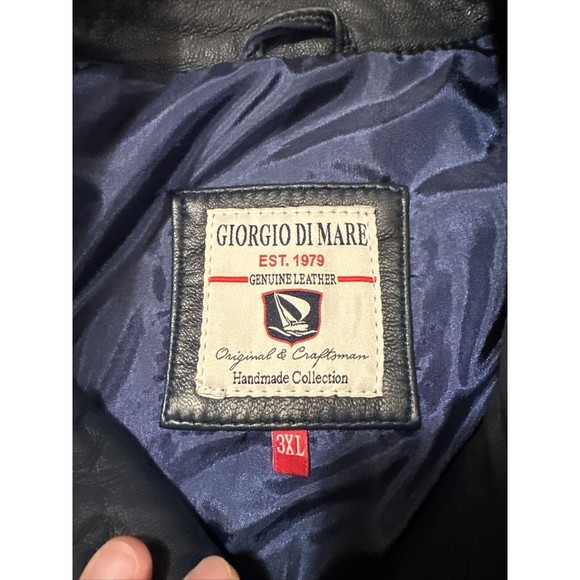 GIORGIO DI MARE
EST. 1979
GENUINE LEATHER
Original & Craftsman
Handmade Collection
3XL